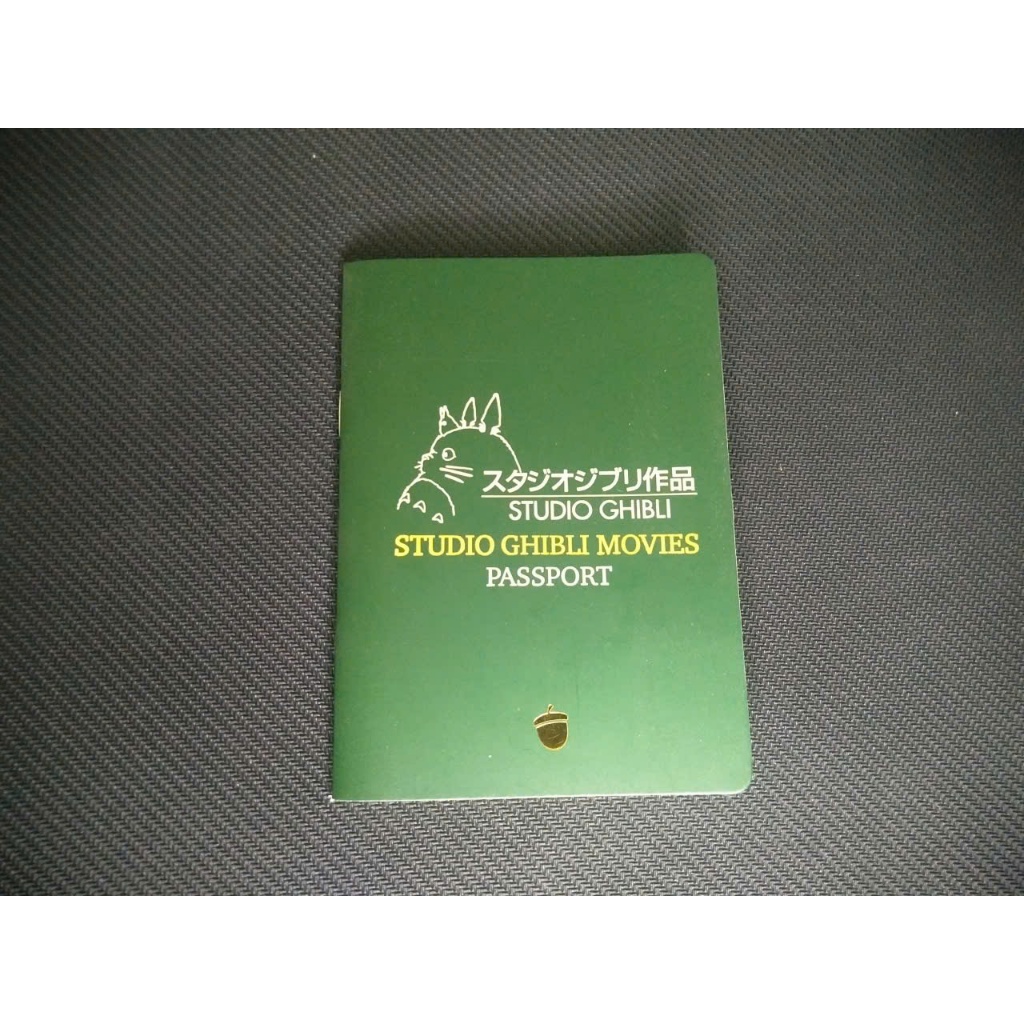 スタジオジブリ作品
STUDIO GHIBLI
STUDIO GHIBLI MOVIES
PASSPORT